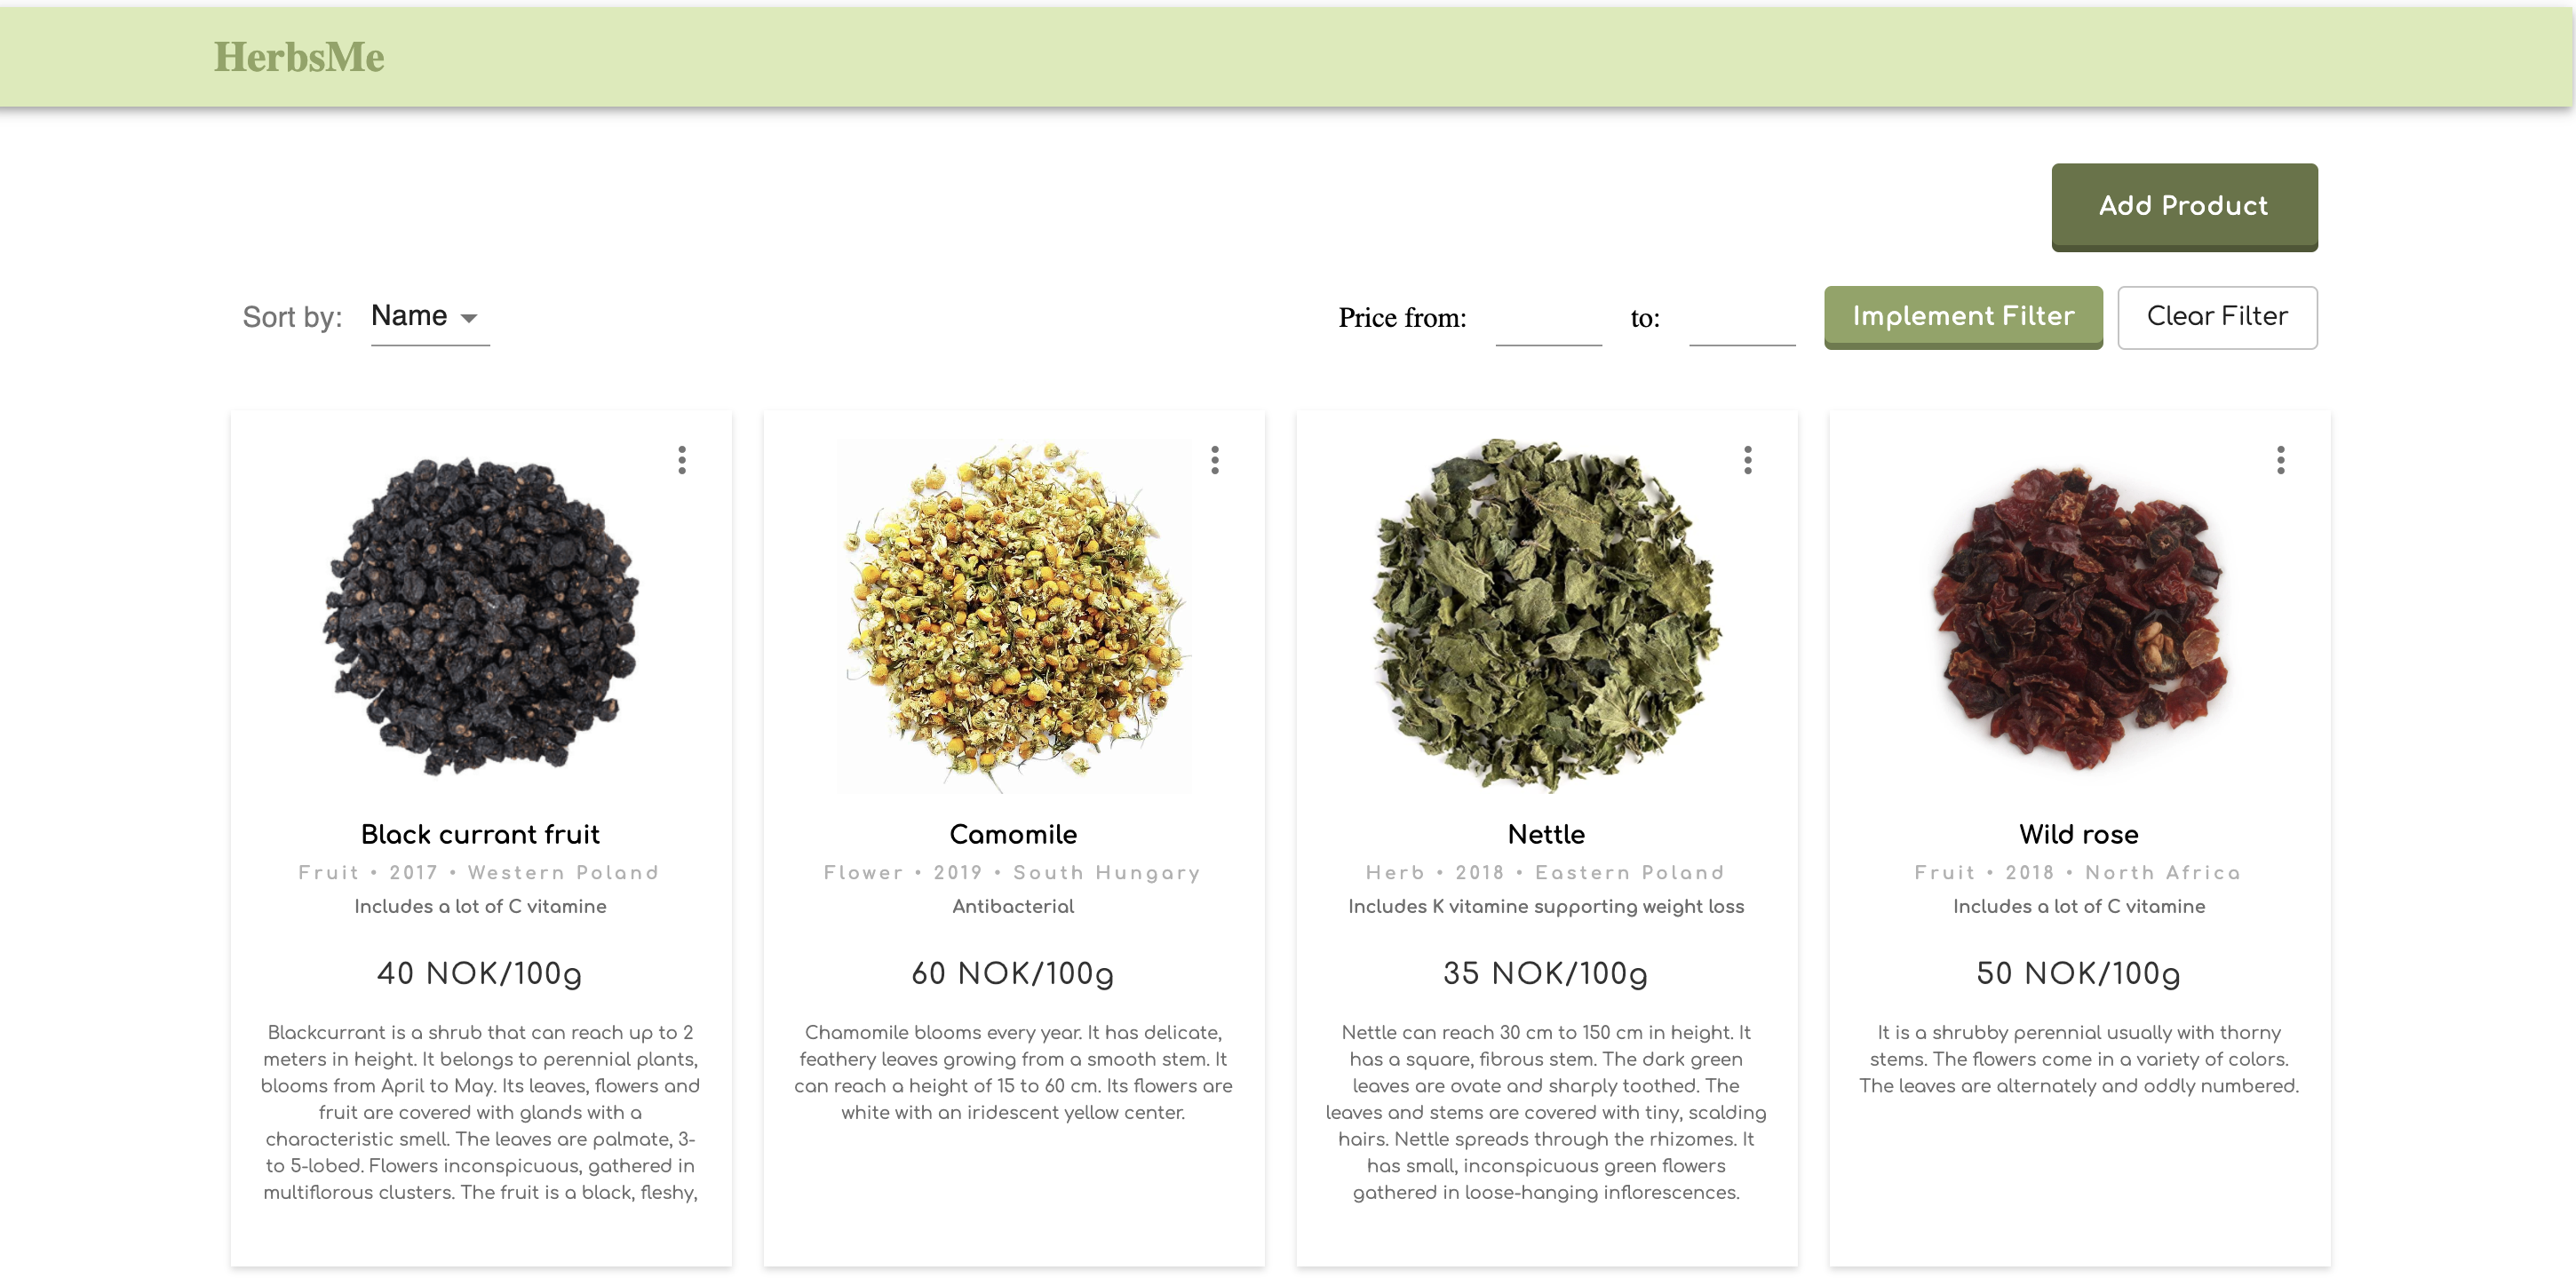 HerbsMe
Add Product
Sort by: Name
Price from: to: Implement Filter Clear Filter
Black currant fruit
Fruit • 2017 • Western Poland
Includes a lot of C vitamine
40 NOK/100g
Blackcurrant is a shrub that can reach up to 2
meters in height. It belongs to perennial plants,
blooms from April to May. Its leaves, flowers and
fruit are covered with glands with a
characteristic smell. The leaves are palmate, 3-
to 5-lobed. Flowers inconspicuous, gathered in
multiflorous clusters. The fruit is a black, fleshy,
Camomile
Flower • 2019 • South Hungary
Antibacterial
60 NOK/100g
Chamomile blooms every year. It has delicate,
feathery leaves growing from a smooth stem. It
can reach a height of 15 to 60 cm. Its flowers are
white with an iridescent yellow center.
Nettle
Herb • 2018 • Eastern Poland
Includes K vitamine supporting weight loss
35 NOK/100g
Nettle can reach 30 cm to 150 cm in height. It
has a square, fibrous stem. The dark green
leaves are ovate and sharply toothed. The
leaves and stems are covered with tiny, scalding
hairs. Nettle spreads through the rhizomes. It
has small, inconspicuous green flowers
gathered in loose-hanging inflorescences.
Wild rose
Fruit • 2018 • North Africa
Includes a lot of C vitamine
50 NOK/100g
It is a shrubby perennial usually with thorny
stems. The flowers come in a variety of colors.
The leaves are alternately and oddly numbered.